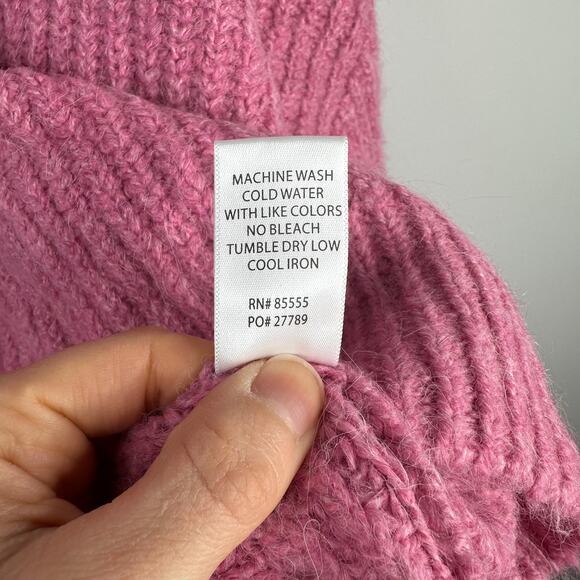 MACHINE WASH
COLD WATER
WITH LIKE COLORS
NO BLEACH
TUMBLE DRY LOW
COOL IRON
RN# 85555
PO# 27789